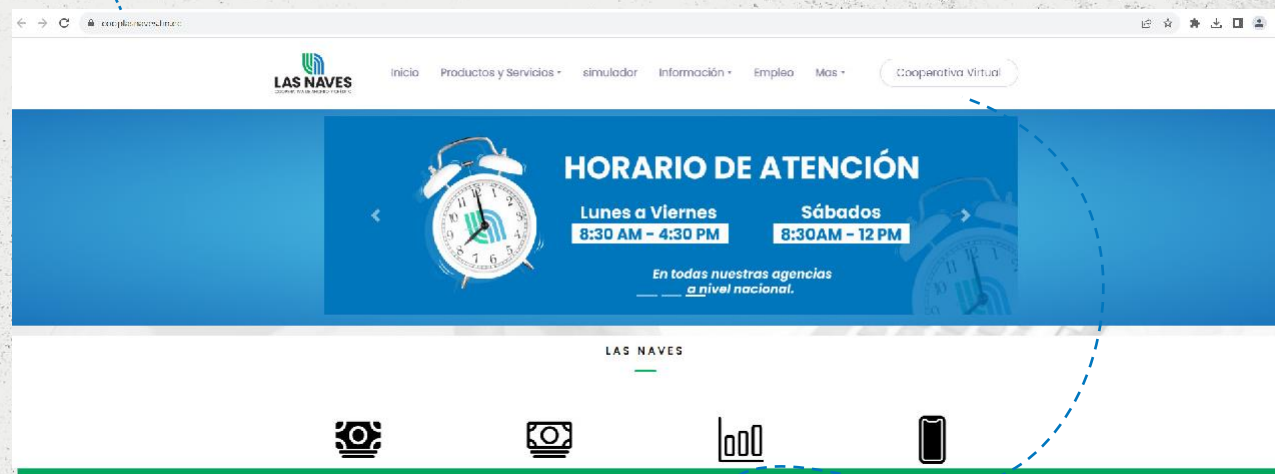 LAS NAVES
Inicio Productos y Servicios simulador Información Empleo Mas Cooperativa Virtual
HORARIO DE ATENCIÓN
Lunes a Viernes Sábados
8:30 AM - 4:30 PM 8:30AM - 12 PM
En todas nuestras agencias
a nivel nacional.
LAS NAVES